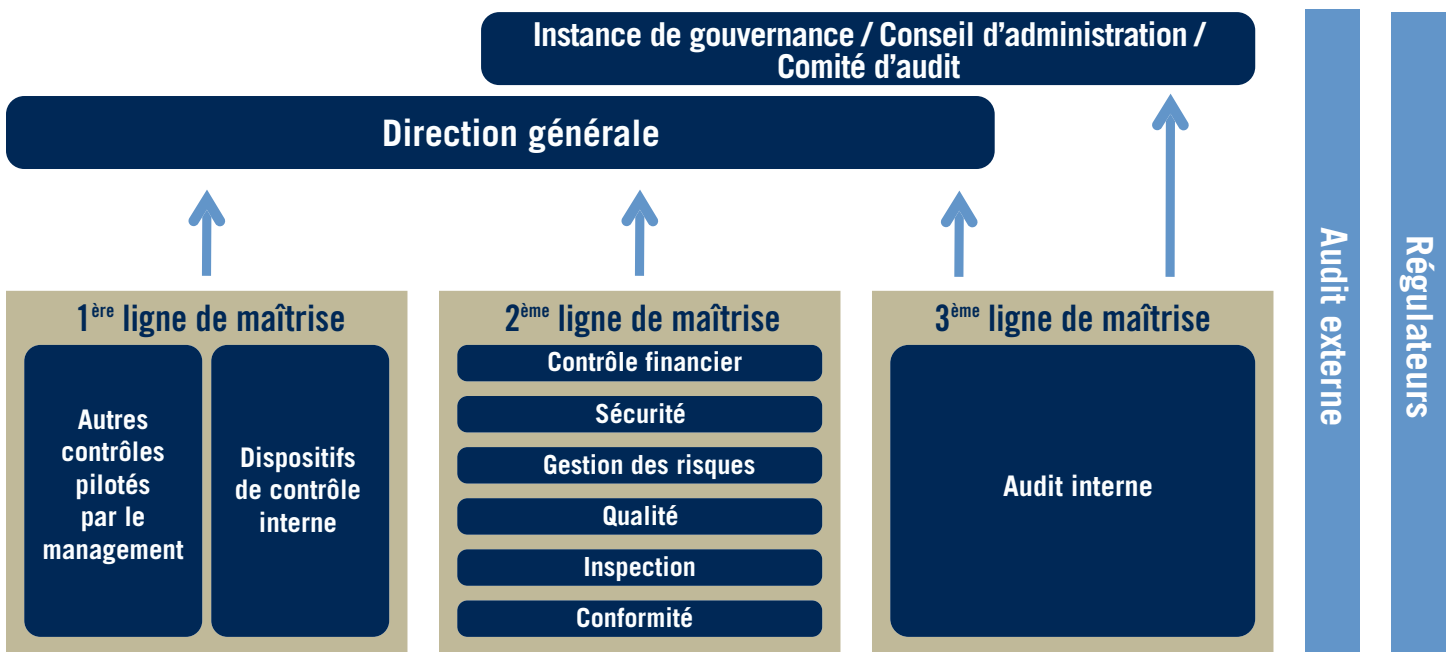 Instance de gouvernance / Conseil d’administration /
Comité d’audit
Direction générale
1ère ligne de maîtrise
Autres
contrôles
pilotés
par le
management
Dispositifs
de contrôle
interne
2ème ligne de maîtrise
Contrôle financier
Sécurité
Gestion des risques
Qualité
Inspection
Conformité
3ème ligne de maîtrise
Audit interne
Audit externe
Régulateurs